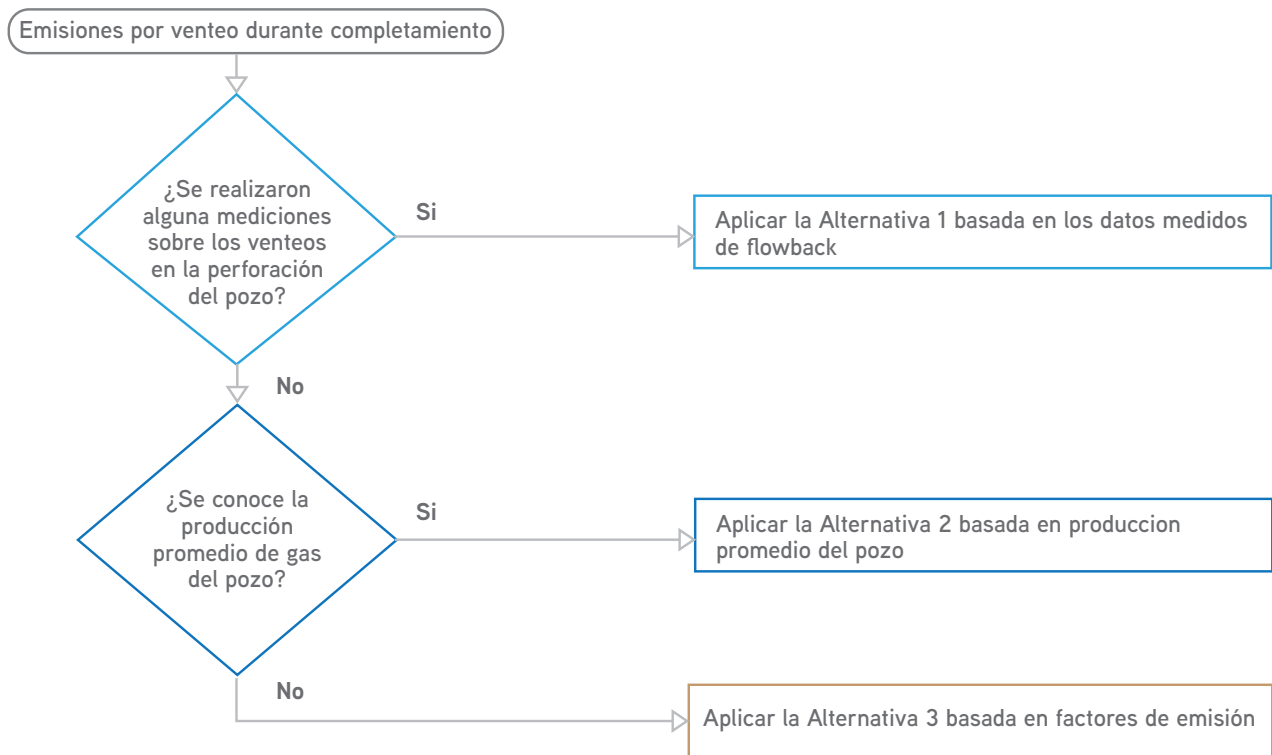 Emisiones por venteo durante completamiento
¿Se realizaron
alguna mediciones
sobre los venteos
en la perforación
del pozo?
Si
Aplicar la Alternativa 1 basada en los datos medidos
de flowback
No
¿Se conoce la
producción
promedio de gas
del pozo?
Si
Aplicar la Alternativa 2 basada en produccion
promedio del pozo
No
Aplicar la Alternativa 3 basada en factores de emisión